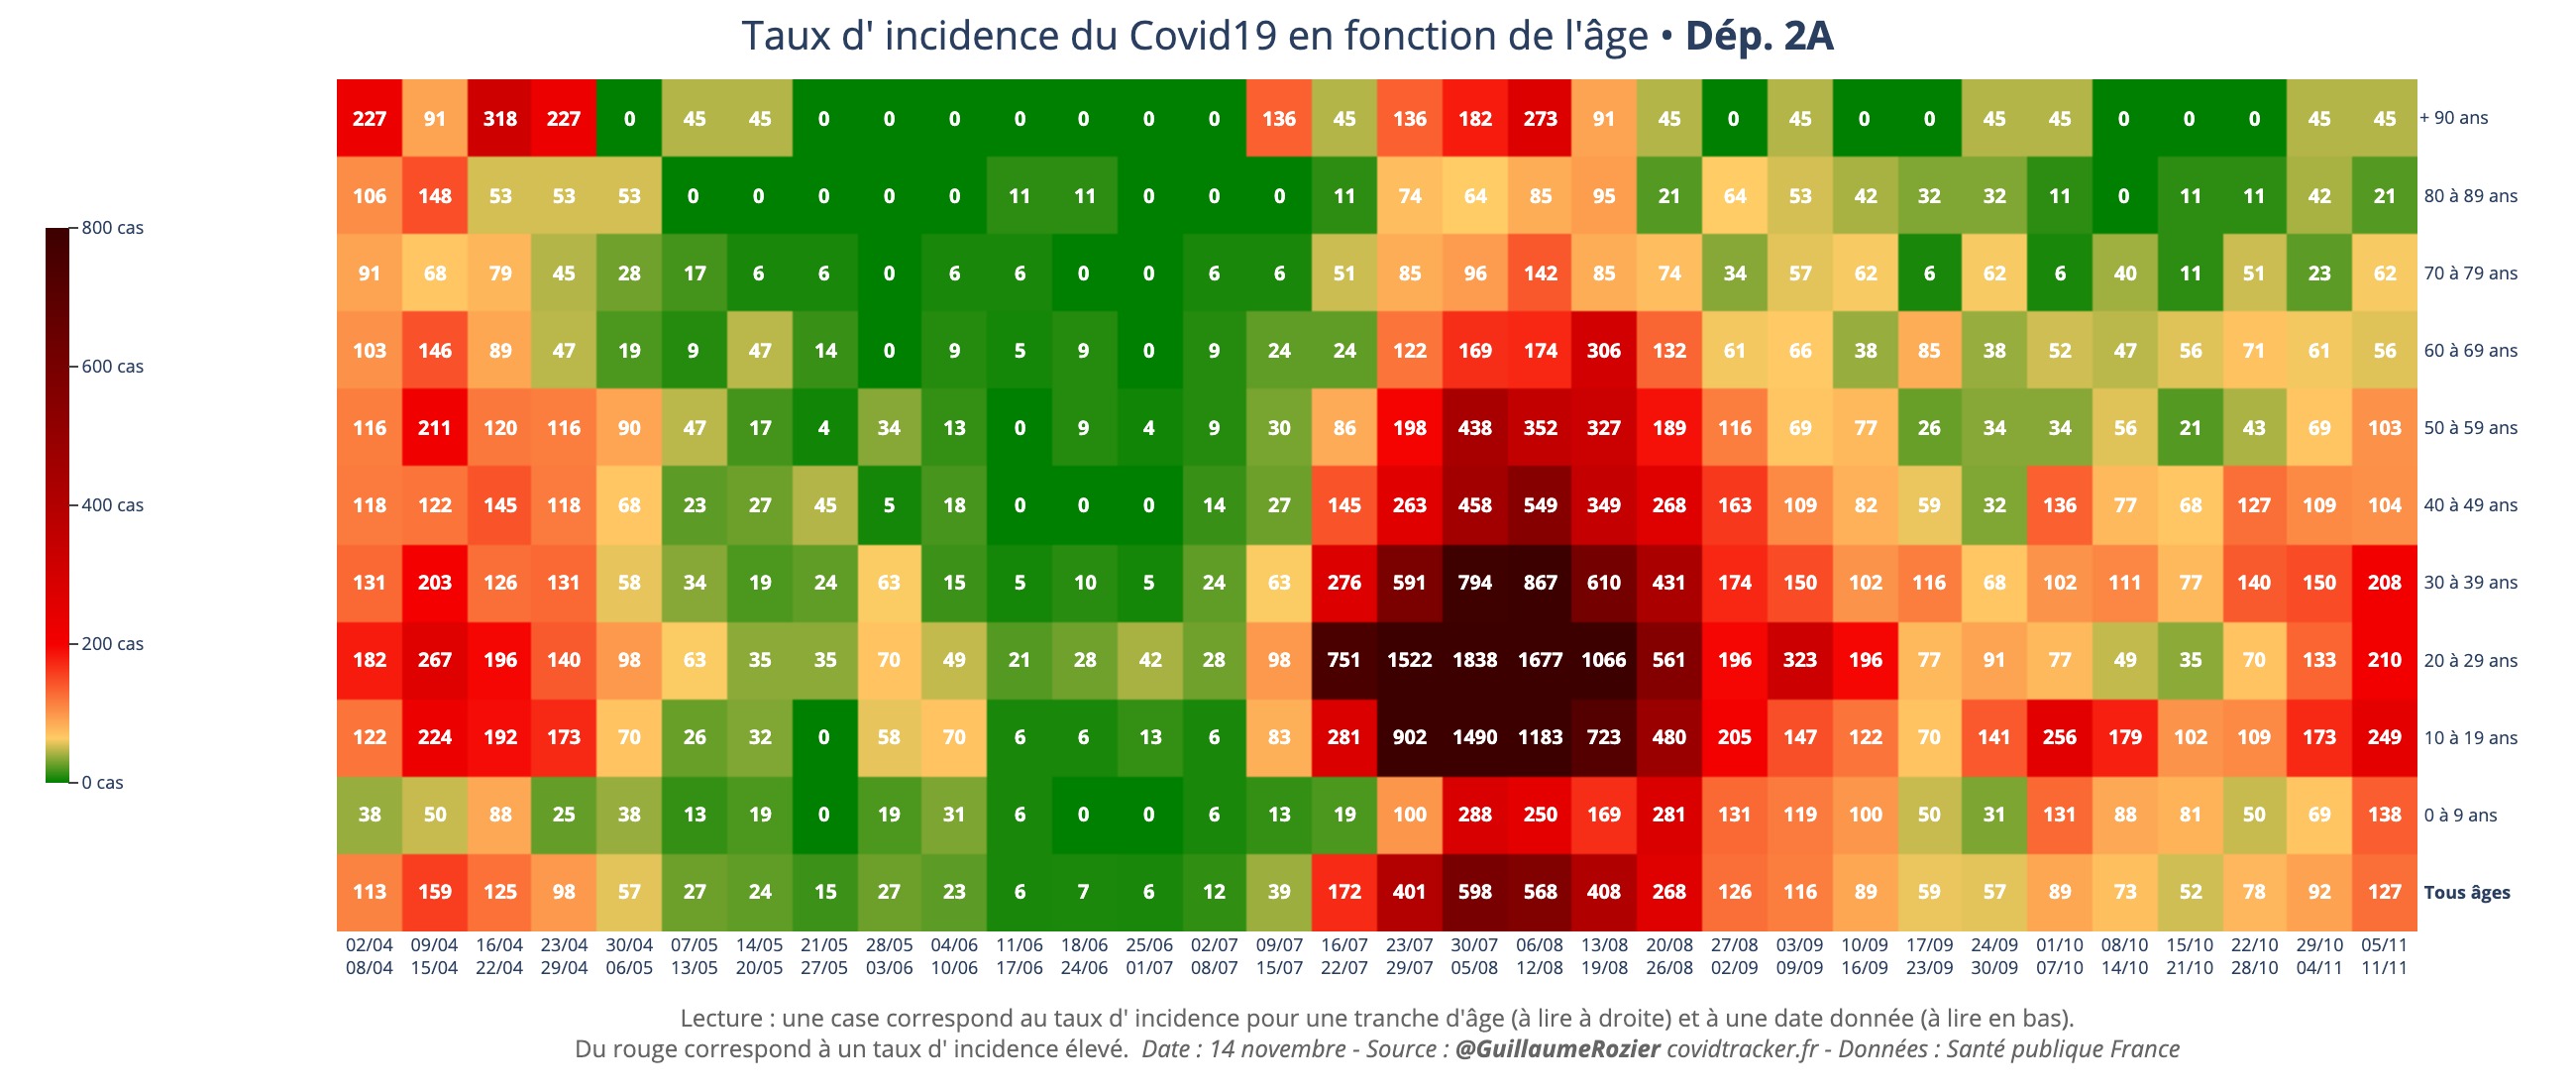 Taux d' incidence du Covid19 en fonction de l'âge • Dép. 2A
800 cas
600 cas
400 cas
200 cas
0 cas
227 91 318 227 0 45 45 0 0 0 0 0 0 0 136 45 136 182 273 91 45 0 45 0 0 45 45 0 0 0 45 45 + 90 ans
106 148 53 53 53 0 0 0 0 0 11 11 0 0 0 11 74 64 85 95 21 64 53 42 32 32 11 0 11 11 42 21 80 à 89 ans
91 68 79 45 28 17 6 6 0 6 6 0 0 6 6 51 85 96 142 85 74 34 57 62 6 62 6 40 11 51 23 62 70 à 79 ans
103 146 89 47 19 9 47 14 0 9 5 9 0 9 24 24 122 169 174 306 132 61 66 38 85 38 52 47 56 71 61 56 60 à 69 ans
116 211 120 116 90 47 17 4 34 13 0 9 4 9 30 86 198 438 352 327 189 116 69 77 26 34 34 56 21 43 69 103 50 à 59 ans
118 122 145 118 68 23 27 45 5 18 0 0 0 14 27 145 263 458 549 349 268 163 109 82 59 32 136 77 68 127 109 104 40 à 49 ans
131 203 126 131 58 34 19 24 63 15 5 10 5 24 63 276 591 794 867 610 431 174 150 102 116 68 102 111 77 140 150 208 30 à 39 ans
182 267 196 140 98 63 35 35 70 49 21 28 42 28 98 751 1522 1838 1677 1066 561 196 323 196 77 91 77 49 35 70 133 210 20 à 29 ans
122 224 192 173 70 26 32 0 58 70 6 6 13 6 83 281 902 1490 1183 723 480 205 147 122 70 141 256 179 102 109 173 249 10 à 19 ans
38 50 88 25 38 13 19 0 19 31 6 0 0 6 13 19 100 288 250 169 281 131 119 100 50 31 131 88 81 50 69 138 0 à 9 ans
113 159 125 98 57 27 24 15 27 23 6 7 6 12 39 172 401 598 568 408 268 126 116 89 59 57 89 73 52 78 92 127 Tous âges
02/04 09/04 16/04 23/04 30/04 07/05 14/05 21/05 28/05 04/06 11/06 18/06 25/06 02/07 09/07 16/07 23/07 30/07 06/08 13/08 20/08 27/08 03/09 10/09 17/09 24/09 01/10 08/10 15/10 22/10 29/10 05/11
08/04 15/04 22/04 29/04 06/05 13/05 20/05 27/05 03/06 10/06 17/06 24/06 01/07 08/07 15/07 22/07 29/07 05/08 12/08 19/08 26/08 02/09 09/09 16/09 23/09 30/09 07/10 14/10 21/10 28/10 04/11 11/11
Lecture : une case correspond au taux d' incidence pour une tranche d'âge (à lire à droite) et à une date donnée (à lire en bas).
Du rouge correspond à un taux d' incidence élevé. Date : 14 novembre - Source : @GuillaumeRozier covidtracker.fr - Données : Santé publique France